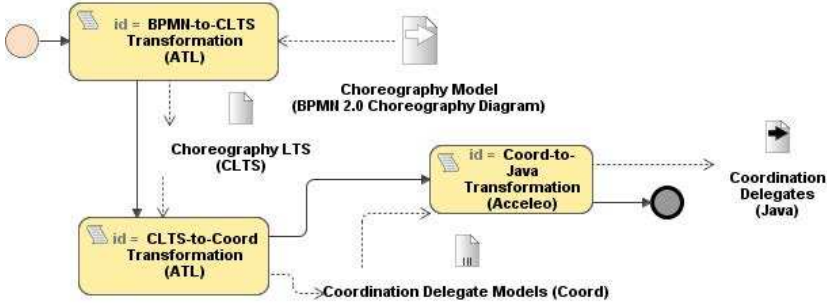 id = BPMN-to-CLTS
Transformation
(ATL)
Choreography Model
(BPMN 2.0 Choreography Diagram)
Choreography LTS
(CLTS)
id = Coord-to-
Java
Transformation
(Acceleo)
Coordination
Delegates
(Java)
id = CLTS-to-Coord
Transformation
(ATL)
Coordination Delegate Models (Coord)